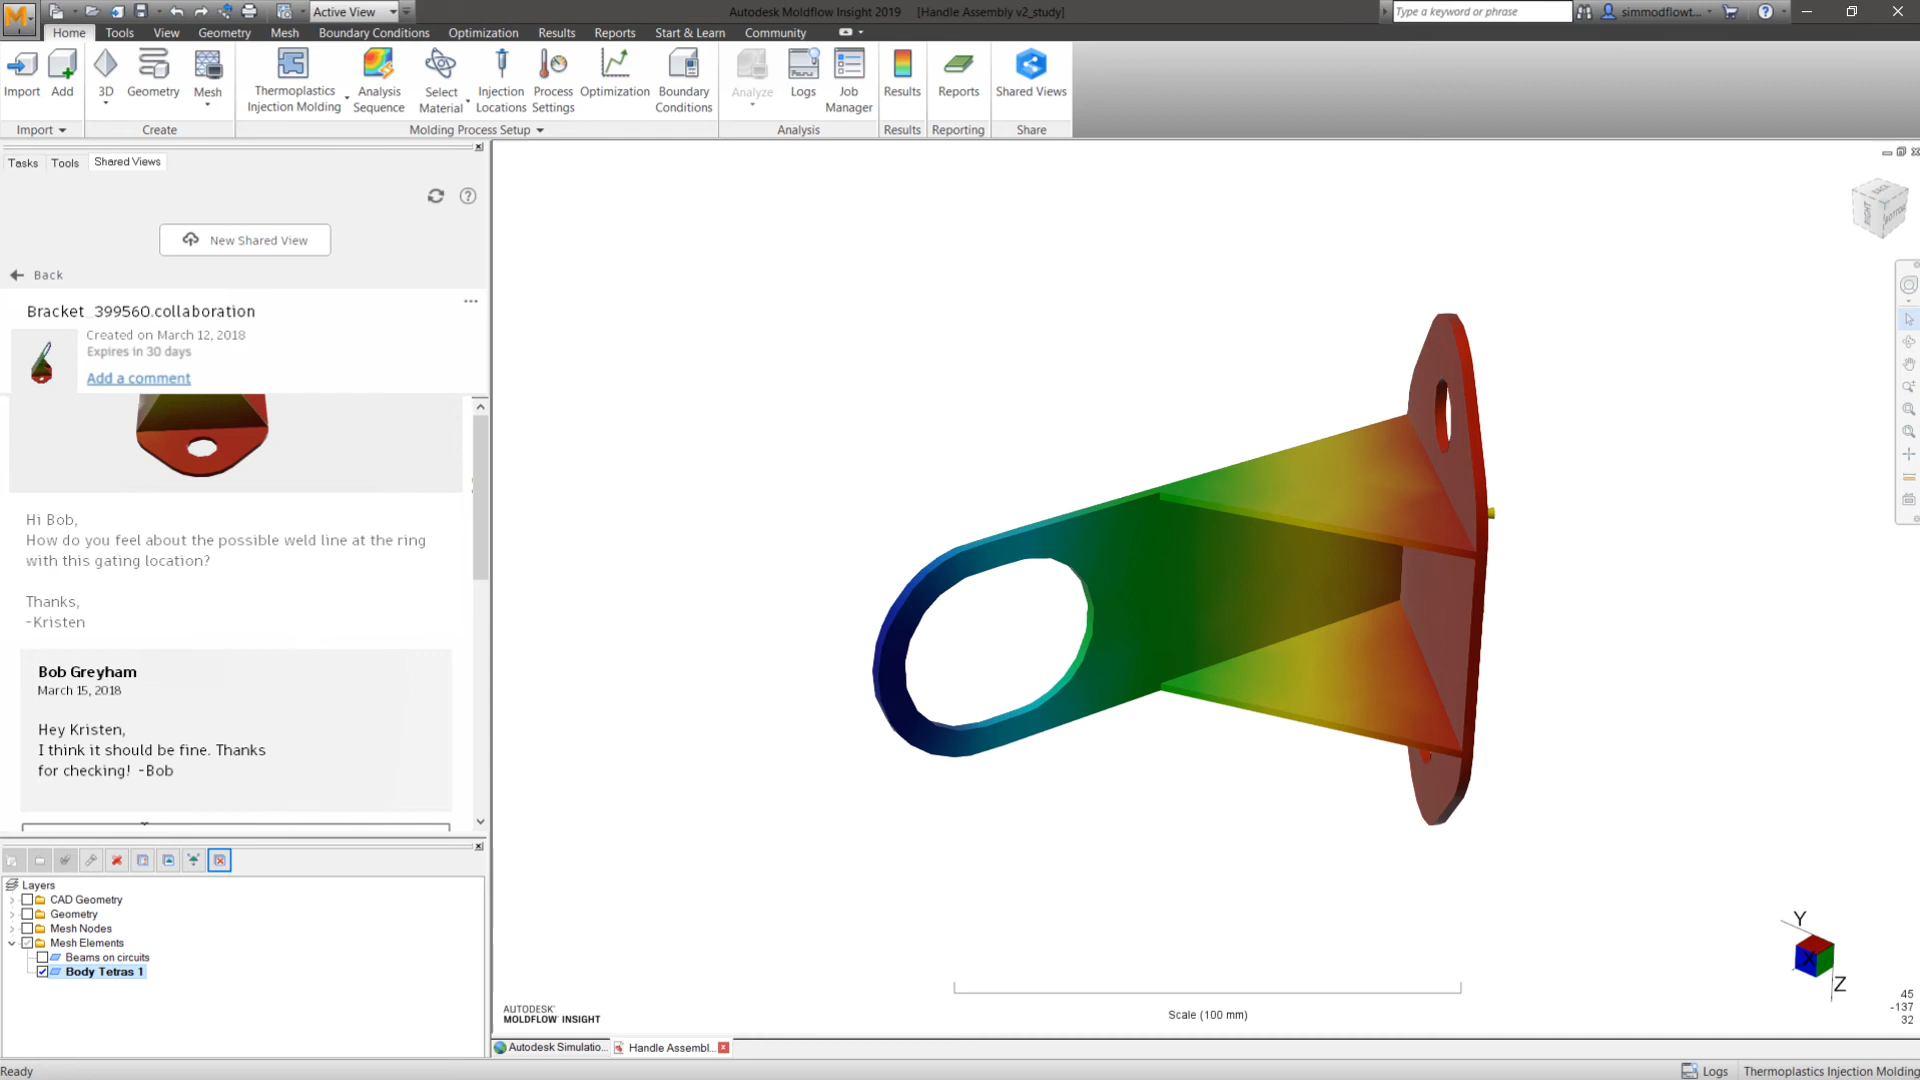 Active View
Autodesk Moldflow Insight 2019 [Handle Assembly v2_study]
Type a keyword or phrase
simmodflowt...
Home Tools View Geometry Mesh Boundary Conditions Optimization Results Reports Start & Learn Community
Import Add
3D Geometry Mesh
Thermoplastics Injection Molding
Analysis Sequence
Select Material
Injection Locations
Process Settings
Optimization
Boundary Conditions
Analyze Logs
Job Manager
Results
Reports
Shared Views
Import Create Molding Process Setup Analysis Results Reporting Share
Tasks Tools Shared Views
New Shared View
Back
Bracket_399560.collaboration
Created on March 12, 2018
Expires in 30 days
Add a comment
Hi Bob,
How do you feel about the possible weld line at the ring
with this gating location?
Thanks,
-Kristen
Bob Greyham
March 15, 2018
Hey Kristen,
I think it should be fine. Thanks
for checking! -Bob
Layers
CAD Geometry
Geometry
Mesh Nodes
Mesh Elements
Beams on circuits
Body Tetras 1
BACK
RIGHT
BOTTOM
Y
X
Z
45
-137
32
Scale (100 mm)
AUTODESK®
MOLDFLOW® INSIGHT
Autodesk Simulatio... Handle Assembl...
Ready
Logs Thermoplastics Injection Molding